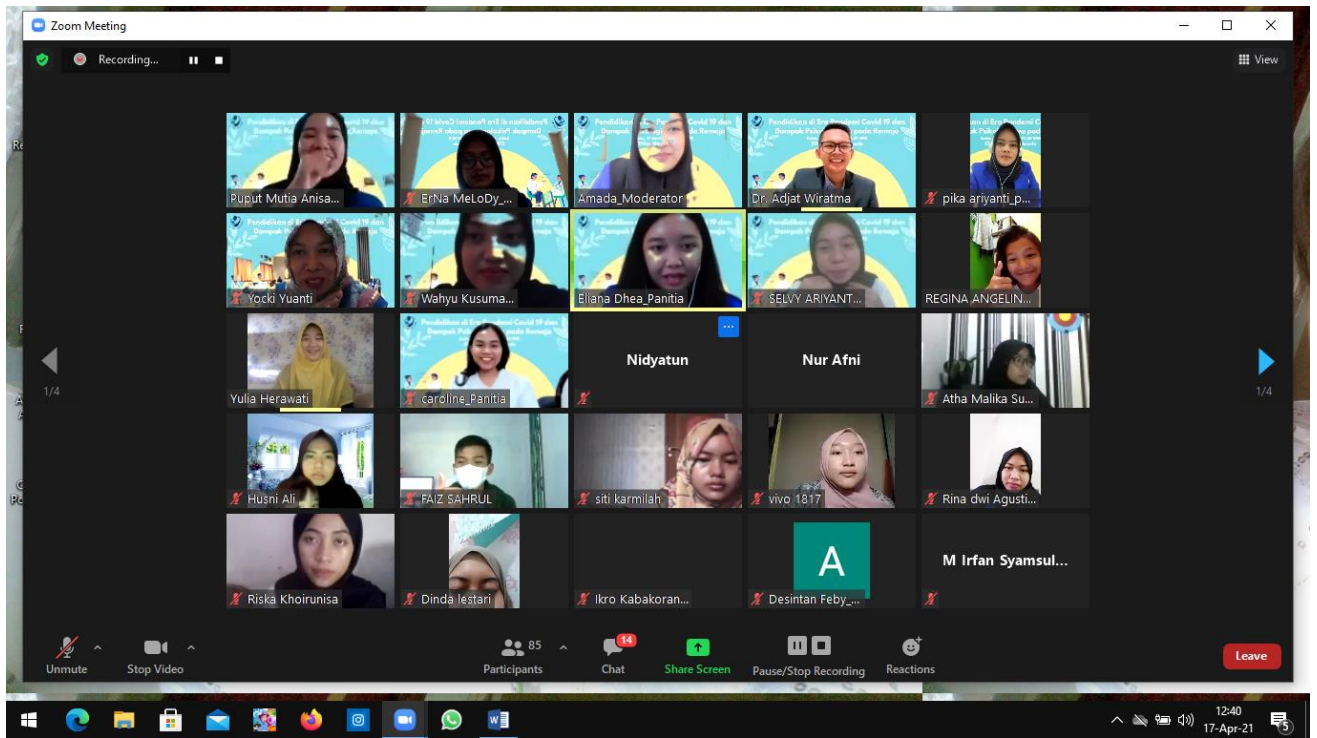 Zoom Meeting
Recording...
View
Pendidikan di Era Pandemi Covid 19 dan
Puput Mutia Anisa...
ErNa MeLoDy_...
Amada_Moderator
Dr. Adjat Wiratma
pika ariyanti_p...
Yocki Yuanti
Wahyu Kusuma...
Eliana Dhea_Panitia
SELVY ARIYANT...
REGINA ANGELIN...
1/4
1/4
Yulia Herawati
caroline_Panitia
Nidyatun
Nur Afni
Atha Malika Su...
Husni Ali
FAIZ SAHRUL
siti karmilah
vivo 1817
Rina dwi Agusti...
Riska Khoirunisa
Dinda lestari
Ikro Kabakoran...
A
Desintan Feby_...
M Irfan Syamsul...
Unmute
Stop Video
85
Participants
14
Chat
Share Screen
Pause/Stop Recording
Reactions
Leave
12:40
17-Apr-21
5